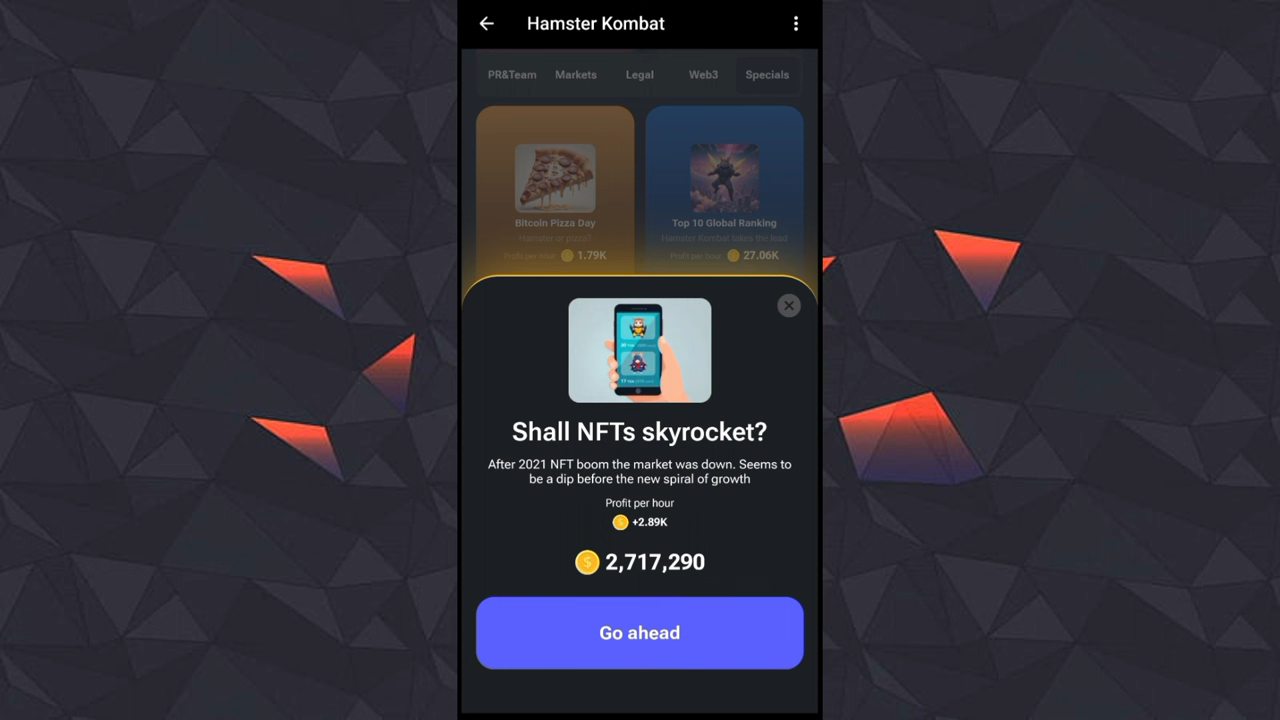 Hamster Kombat
PR&Team Markets Legal Web3 Specials
Bitcoin Pizza Day
Hamster or pizza?
Profit per hour 1.79K
Top 10 Global Ranking
Hamster Kombat takes the lead
Profit per hour 27.06K
Shall NFTs skyrocket?
After 2021 NFT boom the market was down. Seems to
be a dip before the new spiral of growth
Profit per hour
+2.89K
2,717,290
Go ahead